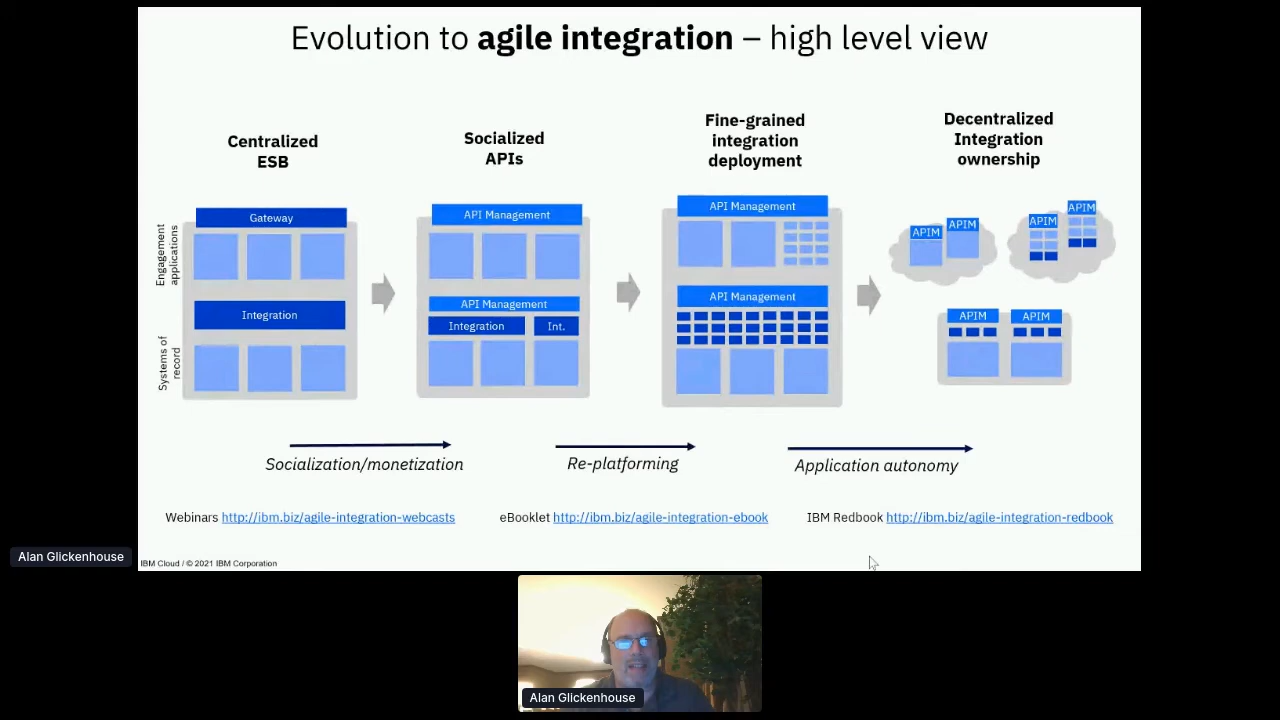 Evolution to agile integration – high level view
Centralized
ESB
Socialized
APIs
Fine-grained
integration
deployment
Decentralized
Integration
ownership
Engagement
applications
Systems of
record
Gateway
Integration
API Management
API Management
Integration
Int.
API Management
API Management
APIM
APIM
APIM
APIM
APIM
APIM
Socialization/monetization
Re-platforming
Application autonomy
Webinars http://ibm.biz/agile-integration-webcasts
eBooklet http://ibm.biz/agile-integration-ebook
IBM Redbook http://ibm.biz/agile-integration-redbook
Alan Glickenhouse
IBM Cloud / © 2021 IBM Corporation
Alan Glickenhouse